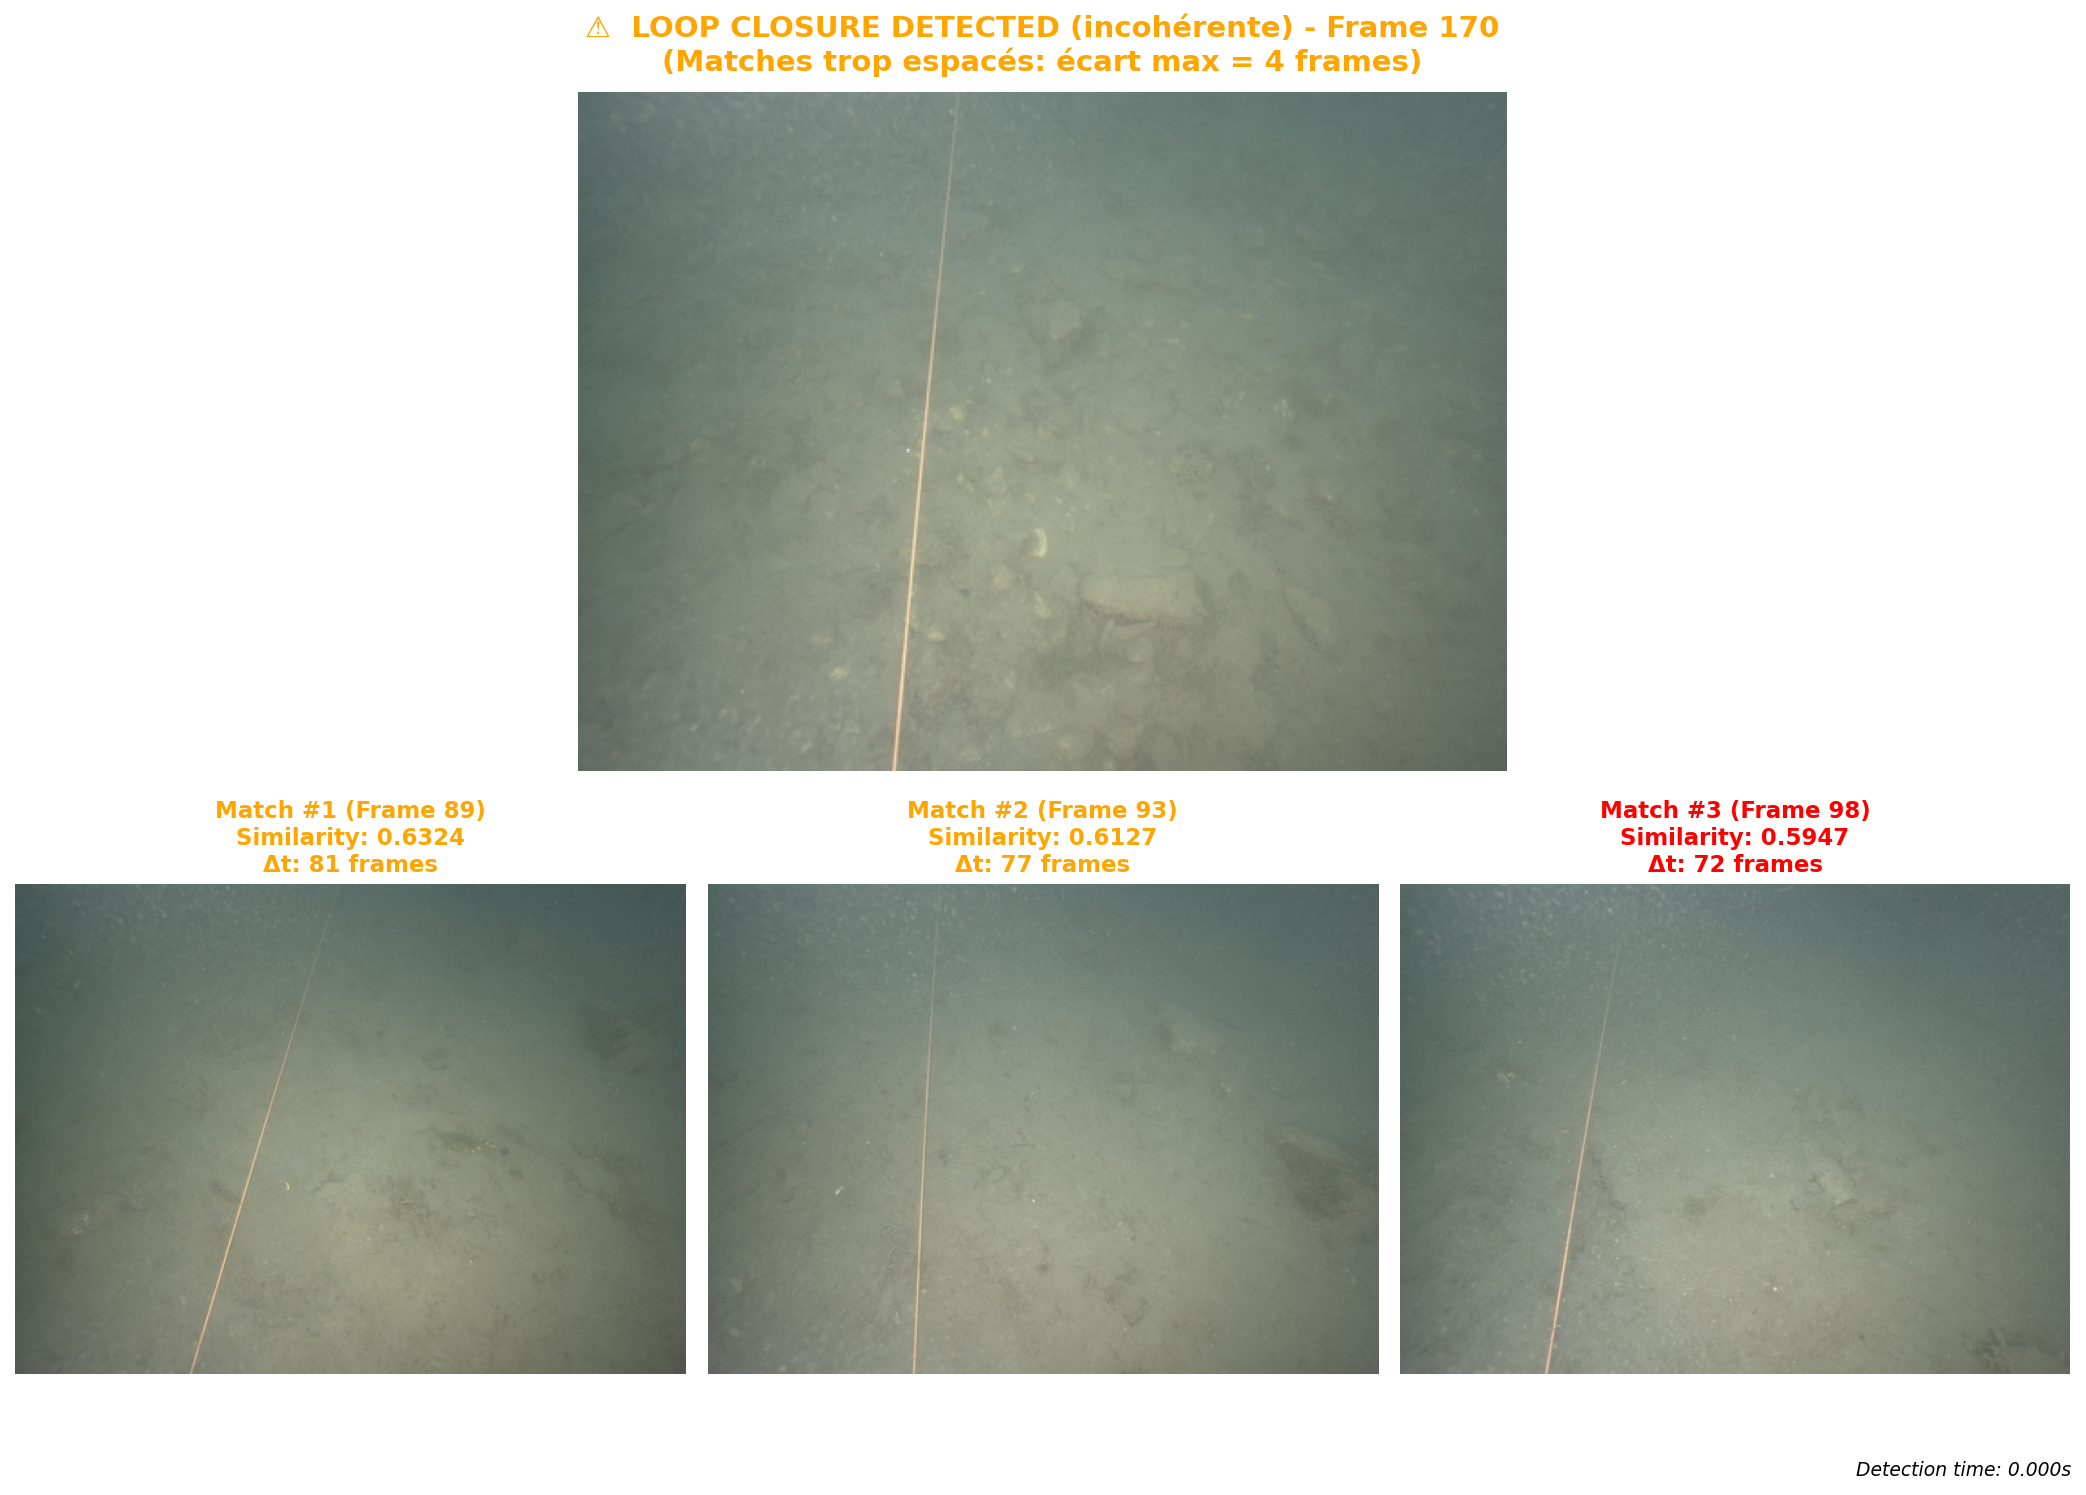 ⚠ LOOP CLOSURE DETECTED (incohérente) - Frame 170
(Matches trop espacés: écart max = 4 frames)
Match #1 (Frame 89)
Similarity: 0.6324
Δt: 81 frames
Match #2 (Frame 93)
Similarity: 0.6127
Δt: 77 frames
Match #3 (Frame 98)
Similarity: 0.5947
Δt: 72 frames
Detection time: 0.000s